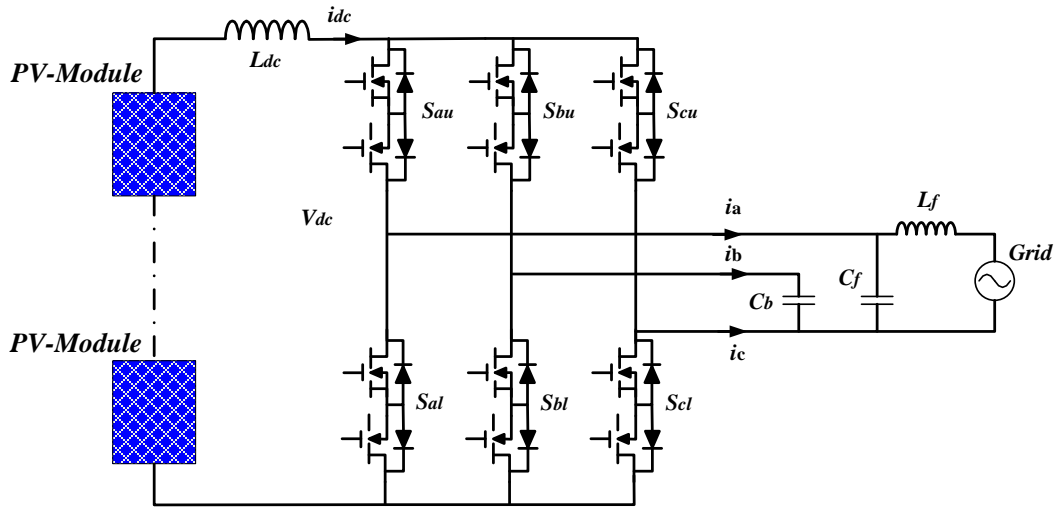 idc
Ldc
PV-Module
Sau
Sbu
Scu
Vdc
ia
Lf
ib
Grid
Cb
Cf
PV-Module
ic
Sal
Sbl
Scl